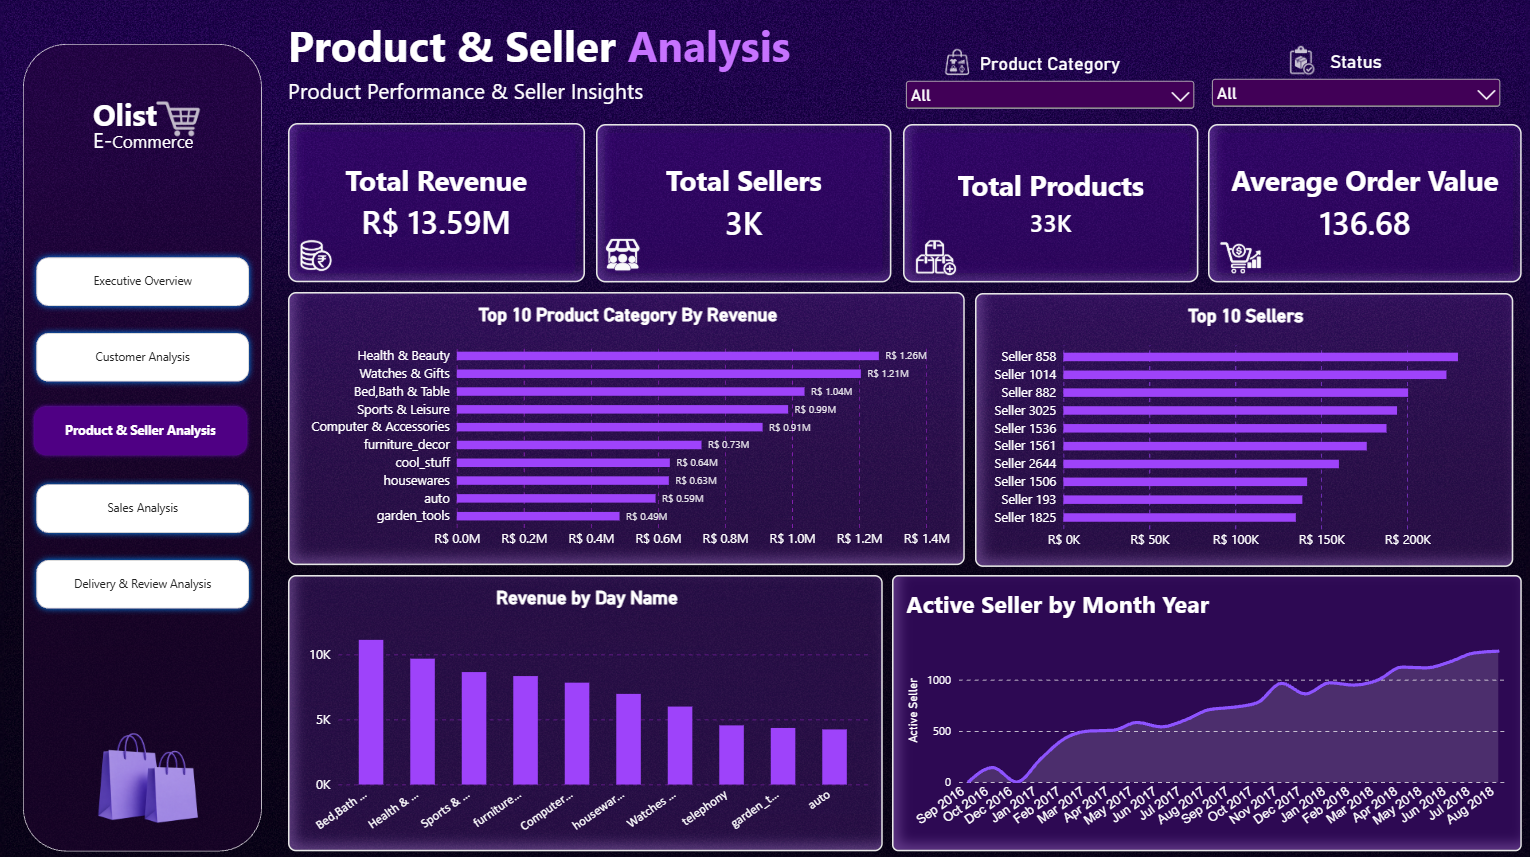 Product & Seller Analysis
Product Performance & Seller Insights
Product Category
All
Status
All
Olist
E-Commerce
Executive Overview
Customer Analysis
Product & Seller Analysis
Sales Analysis
Delivery & Review Analysis
Total Revenue
R$ 13.59M
₹
Total Sellers
3K
Total Products
33K
Average Order Value
136.68
$
Top 10 Product Category By Revenue
Health & Beauty R$ 1.26M
Watches & Gifts R$ 1.21M
Bed,Bath & Table R$ 1.04M
Sports & Leisure R$ 0.99M
Computer & Accessories R$ 0.91M
furniture_decor R$ 0.73M
cool_stuff R$ 0.64M
housewares R$ 0.63M
auto R$ 0.59M
garden_tools R$ 0.49M
R$ 0.0M R$ 0.2M R$ 0.4M R$ 0.6M R$ 0.8M R$ 1.0M R$ 1.2M R$ 1.4M
Top 10 Sellers
Seller 858
Seller 1014
Seller 882
Seller 3025
Seller 1536
Seller 1561
Seller 2644
Seller 1506
Seller 193
Seller 1825
R$ 0K R$ 50K R$ 100K R$ 150K R$ 200K
Revenue by Day Name
10K
5K
0K
Bed,Bath ... Health & ... Sports & ... furniture... Computer... housewar... Watches ... telephony garden_t... auto
Active Seller by Month Year
Active Seller
1000
500
0
Sep 2016 Oct 2016 Dec 2016 Jan 2017 Feb 2017 Mar 2017 Apr 2017 May 2017 Jun 2017 Jul 2017 Aug 2017 Sep 2017 Oct 2017 Nov 2017 Dec 2017 Jan 2018 Feb 2018 Mar 2018 Apr 2018 May 2018 Jun 2018 Jul 2018 Aug 2018